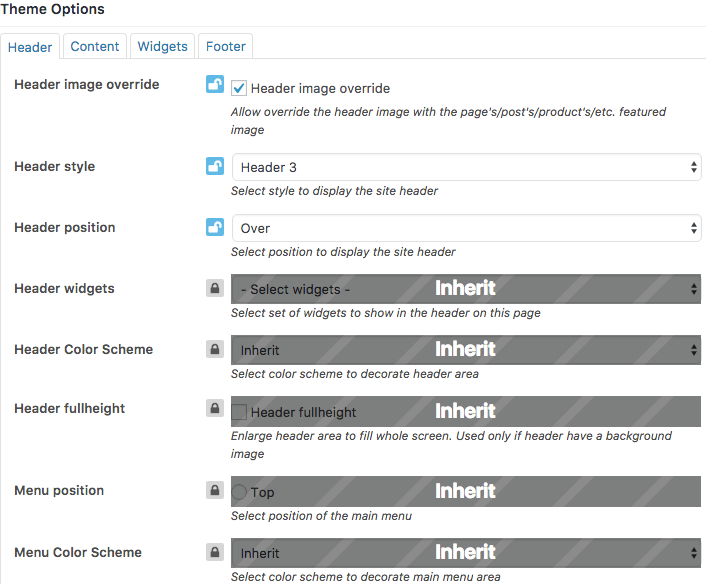 Theme Options
Header Content Widgets Footer
Header image override Header image override
Allow override the header image with the page's/post's/product's/etc. featured
image
Header style Header 3
Select style to display the site header
Header position Over
Select position to display the site header
Header widgets - Select widgets - Inherit
Select set of widgets to show in the header on this page
Header Color Scheme Inherit Inherit
Select color scheme to decorate header area
Header fullheight Header fullheight Inherit
Enlarge header area to fill whole screen. Used only if header have a background
image
Menu position Top Inherit
Select position of the main menu
Menu Color Scheme Inherit Inherit
Select color scheme to decorate main menu area